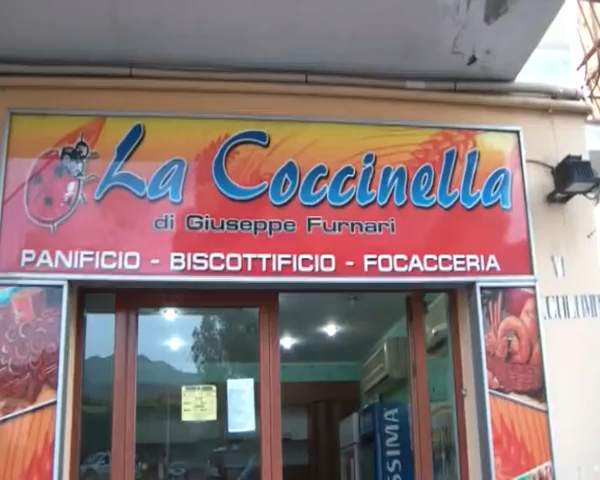 La Coccinella
di Giuseppe Furnari
PANIFICIO - BISCOTTIFICIO - FOCACCERIA